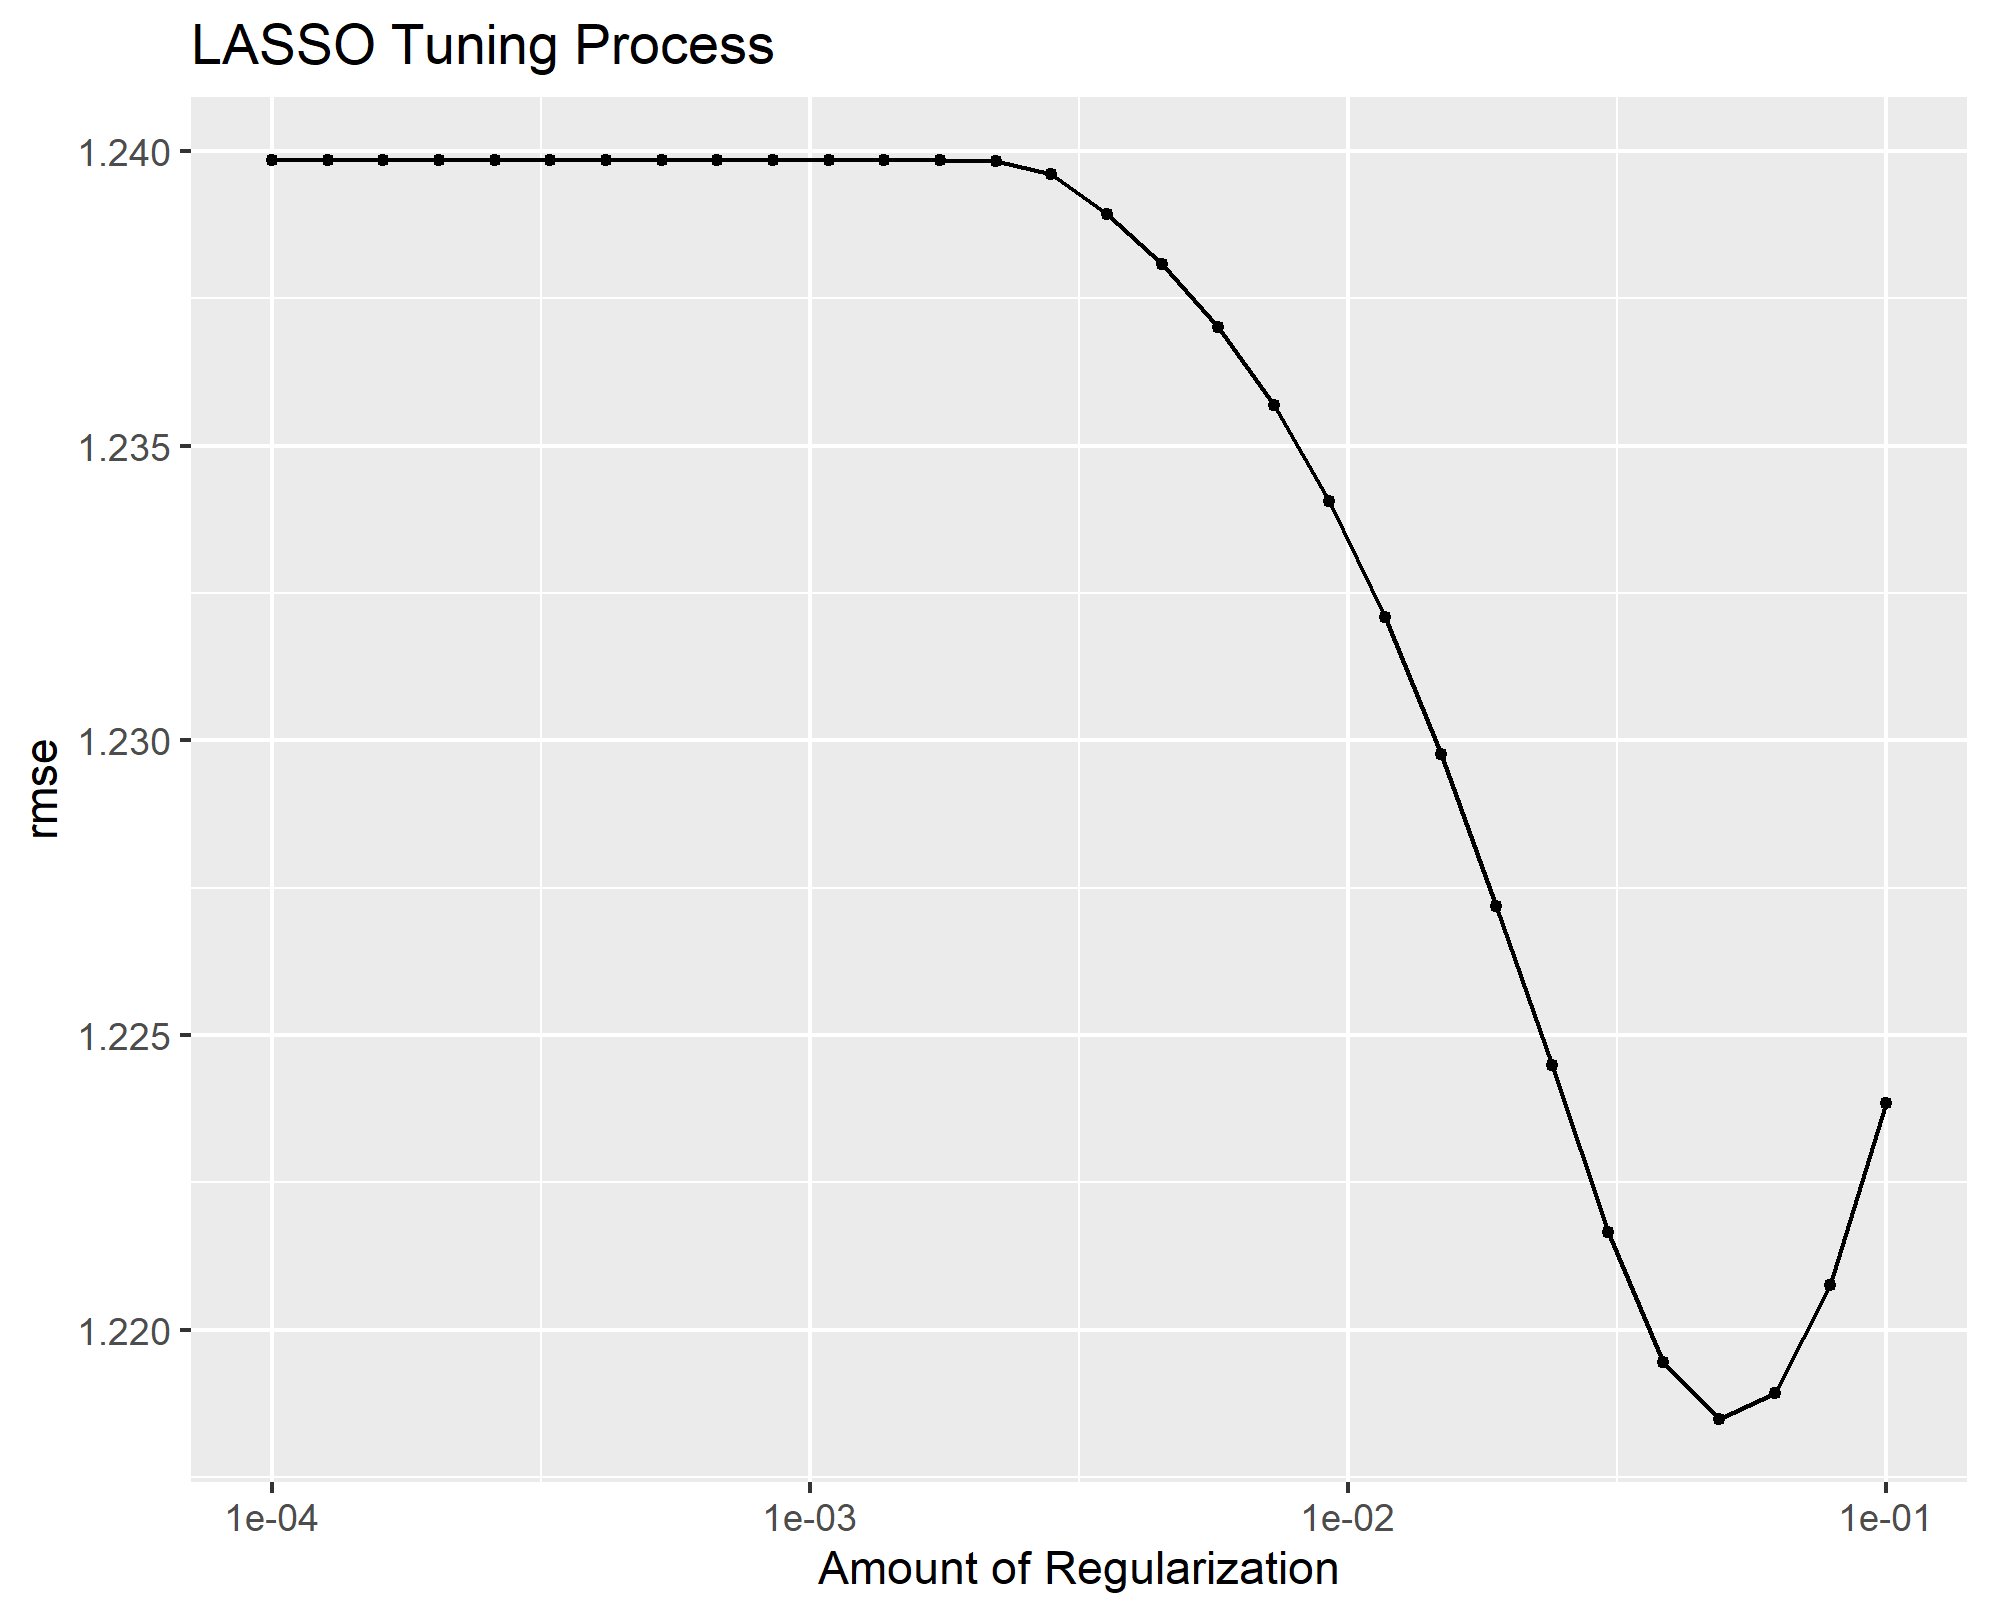 LASSO Tuning Process
1.240
1.235
1.230
1.225
1.220
rmse
1e-04 1e-03 1e-02 1e-01
Amount of Regularization